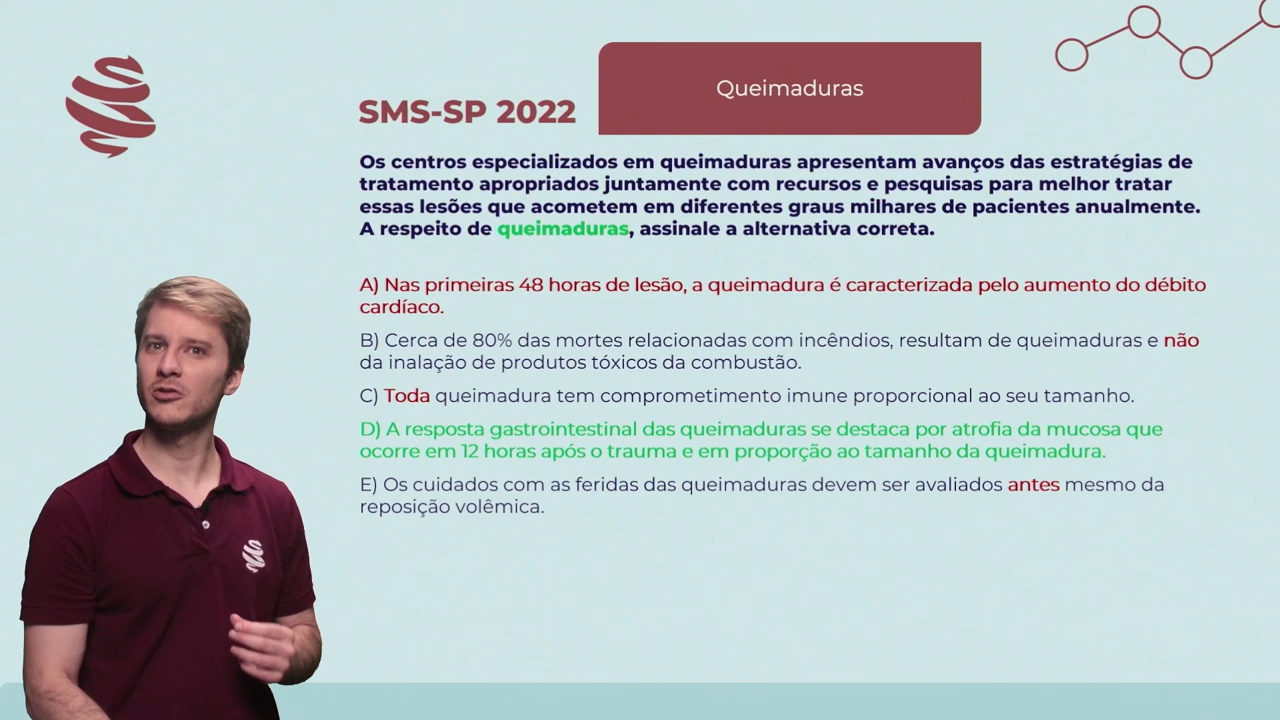 Queimaduras
SMS-SP 2022
Os centros especializados em queimaduras apresentam avanços das estratégias de
tratamento apropriados juntamente com recursos e pesquisas para melhor tratar
essas lesões que acometem em diferentes graus milhares de pacientes anualmente.
A respeito de queimaduras, assinale a alternativa correta.
A) Nas primeiras 48 horas de lesão, a queimadura é caracterizada pelo aumento do débito
cardíaco.
B) Cerca de 80% das mortes relacionadas com incêndios, resultam de queimaduras e não
da inalação de produtos tóxicos da combustão.
C) Toda queimadura tem comprometimento imune proporcional ao seu tamanho.
D) A resposta gastrointestinal das queimaduras se destaca por atrofia da mucosa que
ocorre em 12 horas após o trauma e em proporção ao tamanho da queimadura.
E) Os cuidados com as feridas das queimaduras devem ser avaliados antes mesmo da
reposição volêmica.